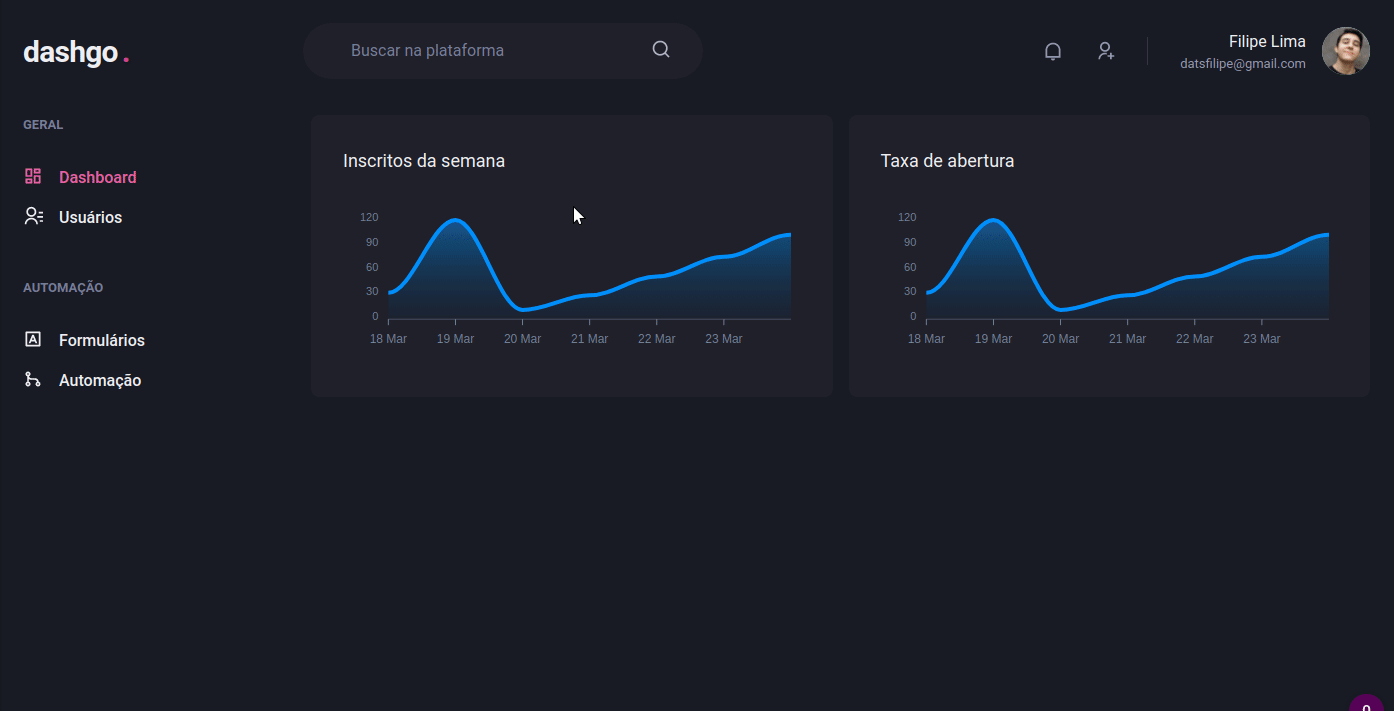 dashgo.
Buscar na plataforma
Filipe Lima
datsfilipe@gmail.com
GERAL
Dashboard
Usuários
AUTOMAÇÃO
Formulários
Automação
Inscritos da semana
120
90
60
30
0
18 Mar 19 Mar 20 Mar 21 Mar 22 Mar 23 Mar
Taxa de abertura
120
90
60
30
0
18 Mar 19 Mar 20 Mar 21 Mar 22 Mar 23 Mar